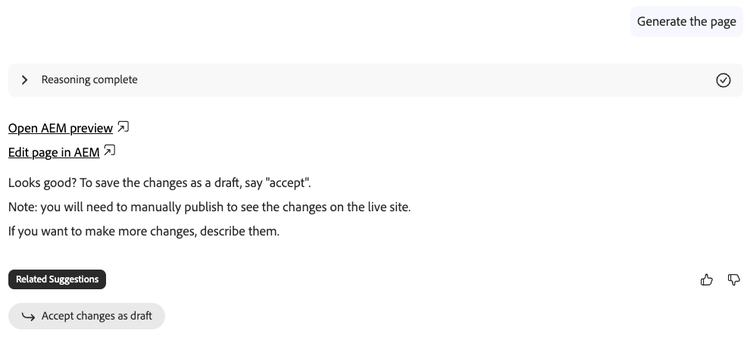 Generate the page
Reasoning complete
Open AEM preview
Edit page in AEM
Looks good? To save the changes as a draft, say "accept".
Note: you will need to manually publish to see the changes on the live site.
If you want to make more changes, describe them.
Related Suggestions
Accept changes as draft